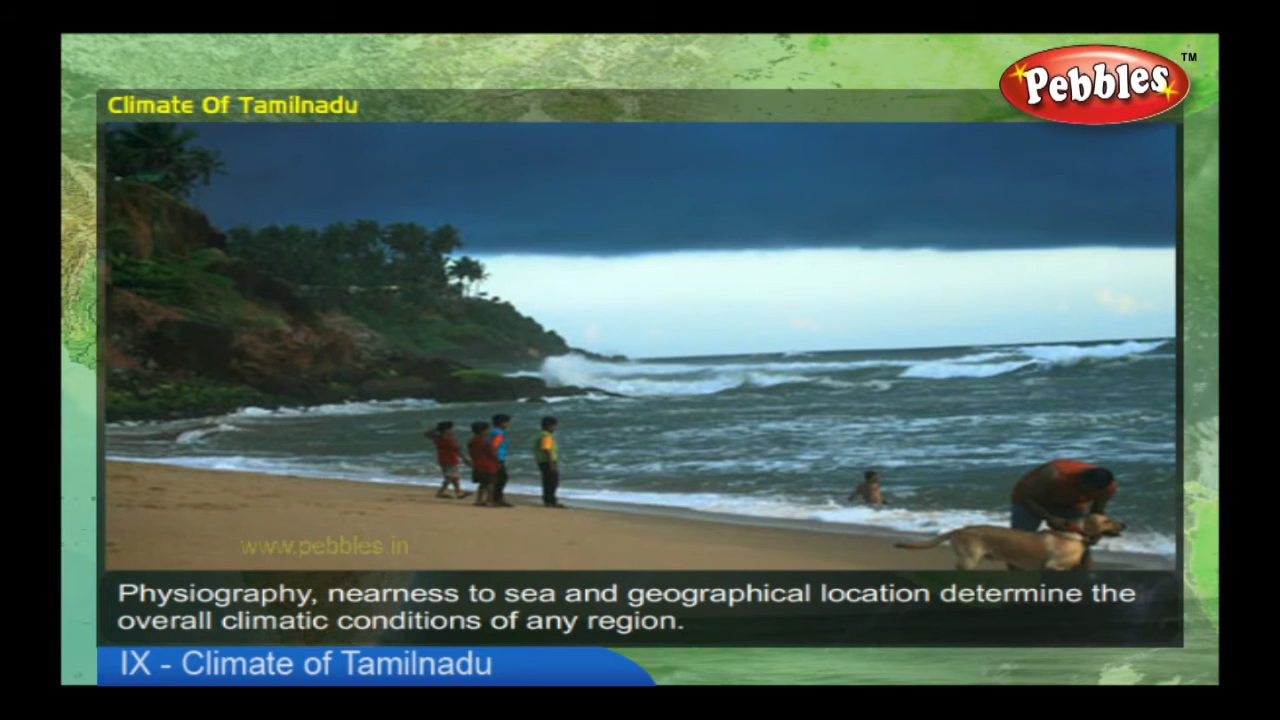 Pebbles TM
Climate Of Tamilnadu
www.pebbles.in
Physiography, nearness to sea and geographical location determine the
overall climatic conditions of any region.
IX - Climate of Tamilnadu